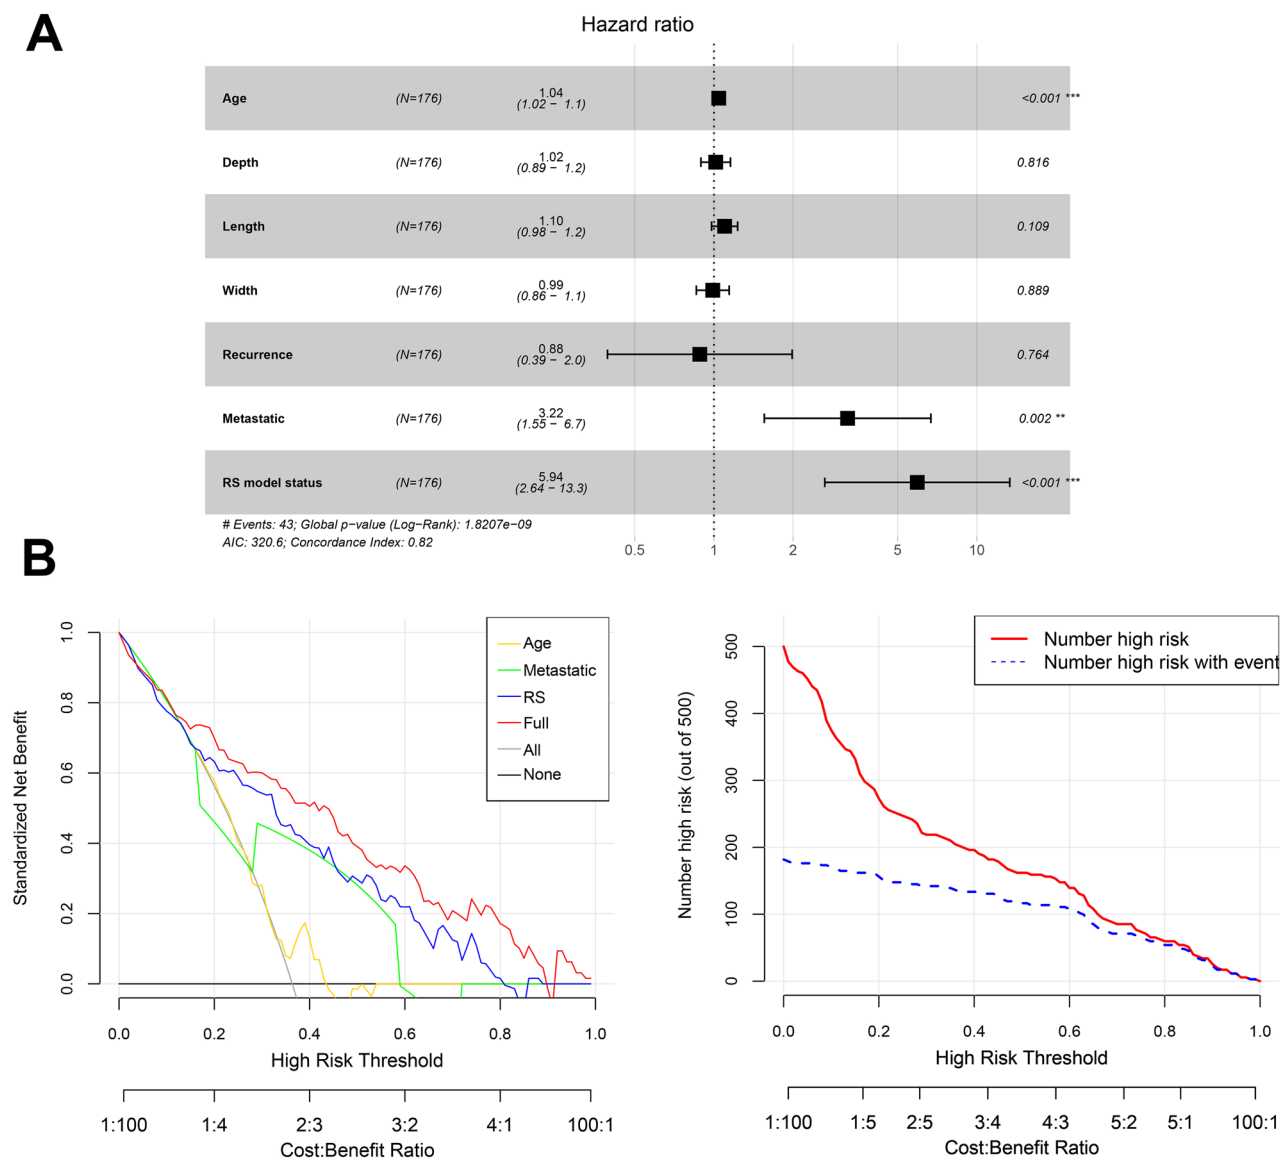 A
Hazard ratio
Age (N=176) 1.04 <0.001 ***
(1.02 − 1.1)
Depth (N=176) 1.02 0.816
(0.89 − 1.2)
Length (N=176) 1.10 0.109
(0.98 − 1.2)
Width (N=176) 0.99 0.889
(0.86 − 1.1)
Recurrence (N=176) 0.88 0.764
(0.39 − 2.0)
Metastatic (N=176) 3.22 0.002 **
(1.55 − 6.7)
RS model status (N=176) 5.94 <0.001 ***
(2.64 − 13.3)
# Events: 43; Global p−value (Log−Rank): 1.8207e−09
AIC: 320.6; Concordance Index: 0.82
0.5 1 2 5 10
B
Standardized Net Benefit
1.0
0.8
0.6
0.4
0.2
0.0
Age
Metastatic
RS
Full
All
None
0.0 0.2 0.4 0.6 0.8 1.0
High Risk Threshold
1:100 1:4 2:3 3:2 4:1 100:1
Cost:Benefit Ratio
Number high risk (out of 500)
500
400
300
200
100
0
Number high risk
Number high risk with event
0.0 0.2 0.4 0.6 0.8 1.0
High Risk Threshold
1:100 1:5 2:5 3:4 4:3 5:2 5:1 100:1
Cost:Benefit Ratio